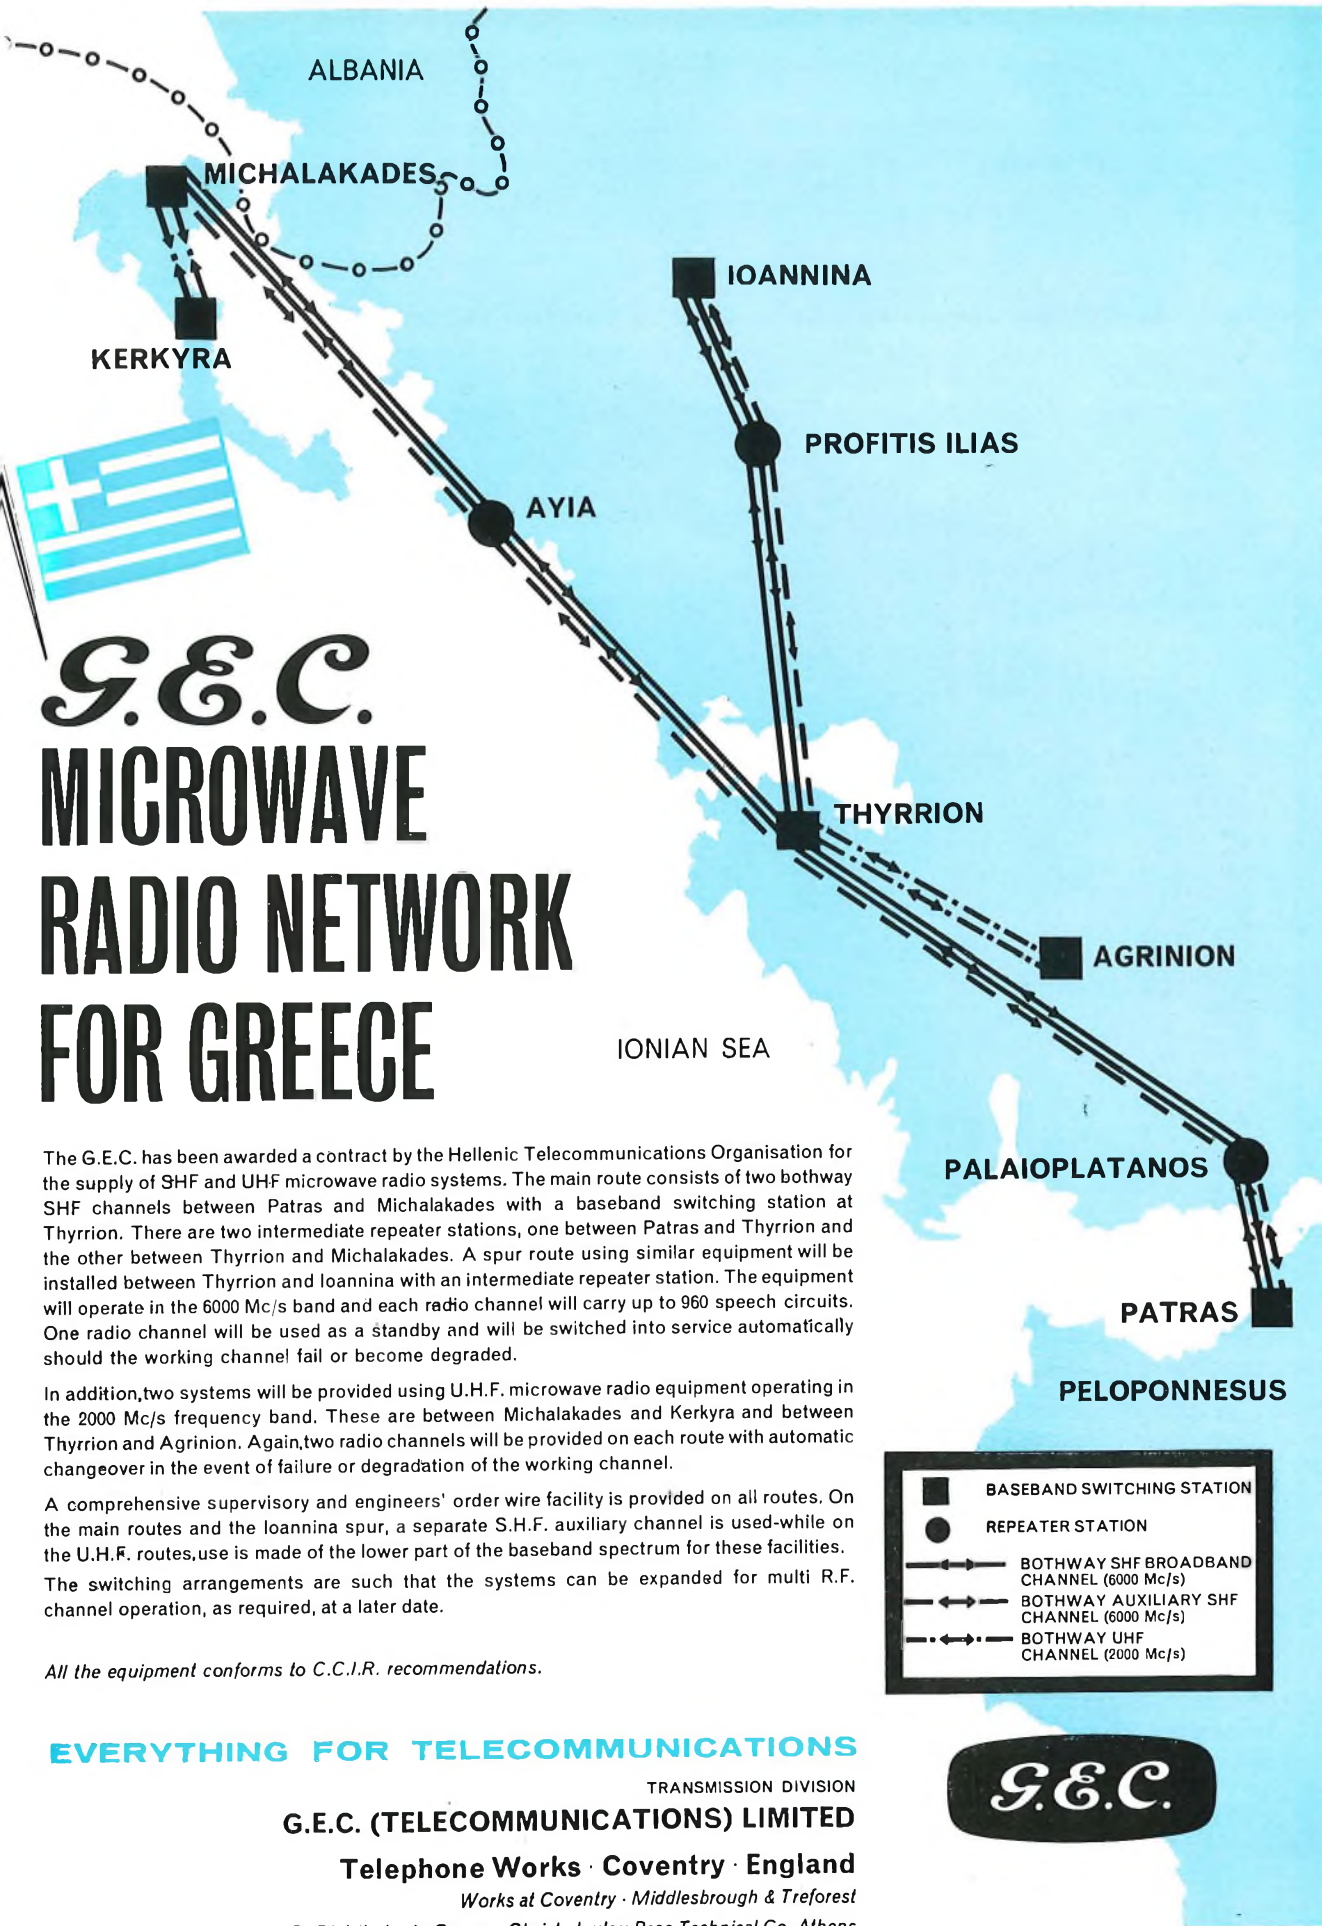 ALBANIA
MICHALAKADES
IOANNINA
KERKYRA
PROFITIS ILIAS
AYIA
G.E.C.
MICROWAVE
RADIO NETWORK
FOR GREECE
THYRRION
AGRINION
IONIAN SEA
PALAIOPLATANOS
PATRAS
PELOPONNESUS
The G.E.C. has been awarded a contract by the Hellenic Telecommunications Organisation for
the supply of SHF and UHF microwave radio systems. The main route consists of two bothway
SHF channels between Patras and Michalakades with a baseband switching station at
Thyrrion. There are two intermediate repeater stations, one between Patras and Thyrrion and
the other between Thyrrion and Michalakades. A spur route using similar equipment will be
installed between Thyrrion and Ioannina with an intermediate repeater station. The equipment
will operate in the 6000 Mc/s band and each radio channel will carry up to 960 speech circuits.
One radio channel will be used as a standby and will be switched into service automatically
should the working channel fail or become degraded.
In addition,two systems will be provided using U.H.F. microwave radio equipment operating in
the 2000 Mc/s frequency band. These are between Michalakades and Kerkyra and between
Thyrrion and Agrinion. Again,two radio channels will be provided on each route with automatic
changeover in the event of failure or degradation of the working channel.
A comprehensive supervisory and engineers' order wire facility is provided on all routes. On
the main routes and the Ioannina spur, a separate S.H.F. auxiliary channel is used-while on
the U.H.F. routes,use is made of the lower part of the baseband spectrum for these facilities.
The switching arrangements are such that the systems can be expanded for multi R.F.
channel operation, as required, at a later date.
All the equipment conforms to C.C.I.R. recommendations.
BASEBAND SWITCHING STATION
REPEATER STATION
BOTHWAY SHF BROADBAND
CHANNEL (6000 Mc/s)
BOTHWAY AUXILIARY SHF
CHANNEL (6000 Mc/s)
BOTHWAY UHF
CHANNEL (2000 Mc/s)
EVERYTHING FOR TELECOMMUNICATIONS
TRANSMISSION DIVISION
G.E.C. (TELECOMMUNICATIONS) LIMITED
Telephone Works · Coventry · England
Works at Coventry · Middlesbrough & Treforest
G.E.C.